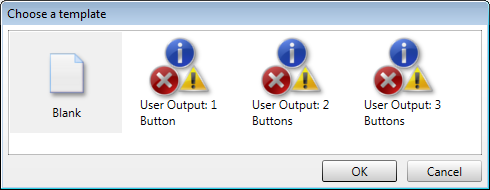 Choose a template
Blank
User Output: 1
Button
User Output: 2
Buttons
User Output: 3
Buttons
OK
Cancel